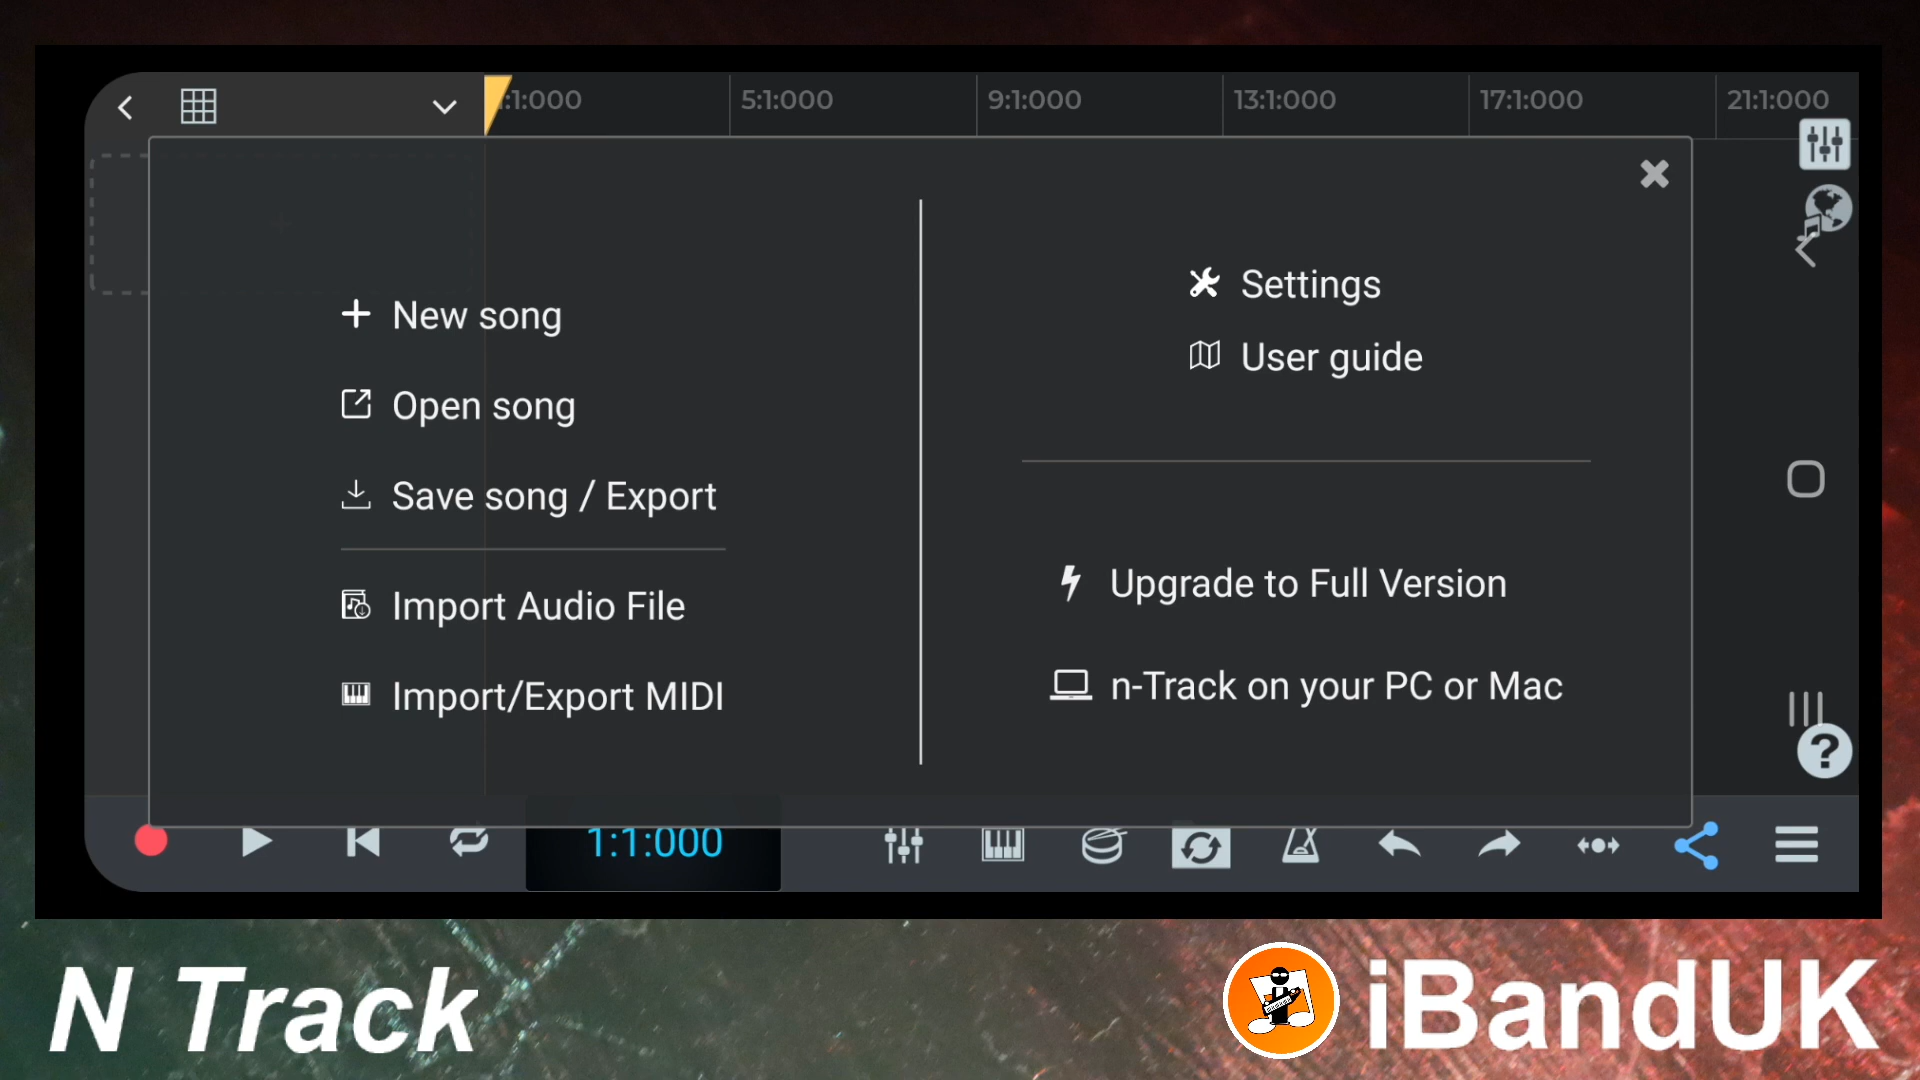 :1:000 5:1:000 9:1:000 13:1:000 17:1:000 21:1:000
New song
Open song
Save song / Export
Import Audio File
Import/Export MIDI
Settings
User guide
Upgrade to Full Version
n-Track on your PC or Mac
?
1:1:000
N Track
iBandUK